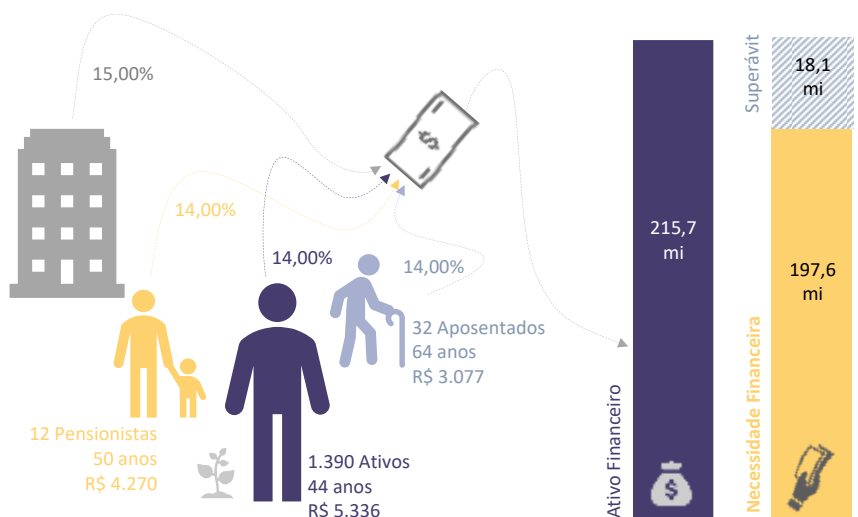 15,00%
14,00%
14,00%
14,00%
12 Pensionistas
50 anos
R$ 4.270
1.390 Ativos
44 anos
R$ 5.336
32 Aposentados
64 anos
R$ 3.077
Ativo Financeiro
215,7
mi
$
Superávit
18,1
mi
Necessidade Financeira
197,6
mi
$